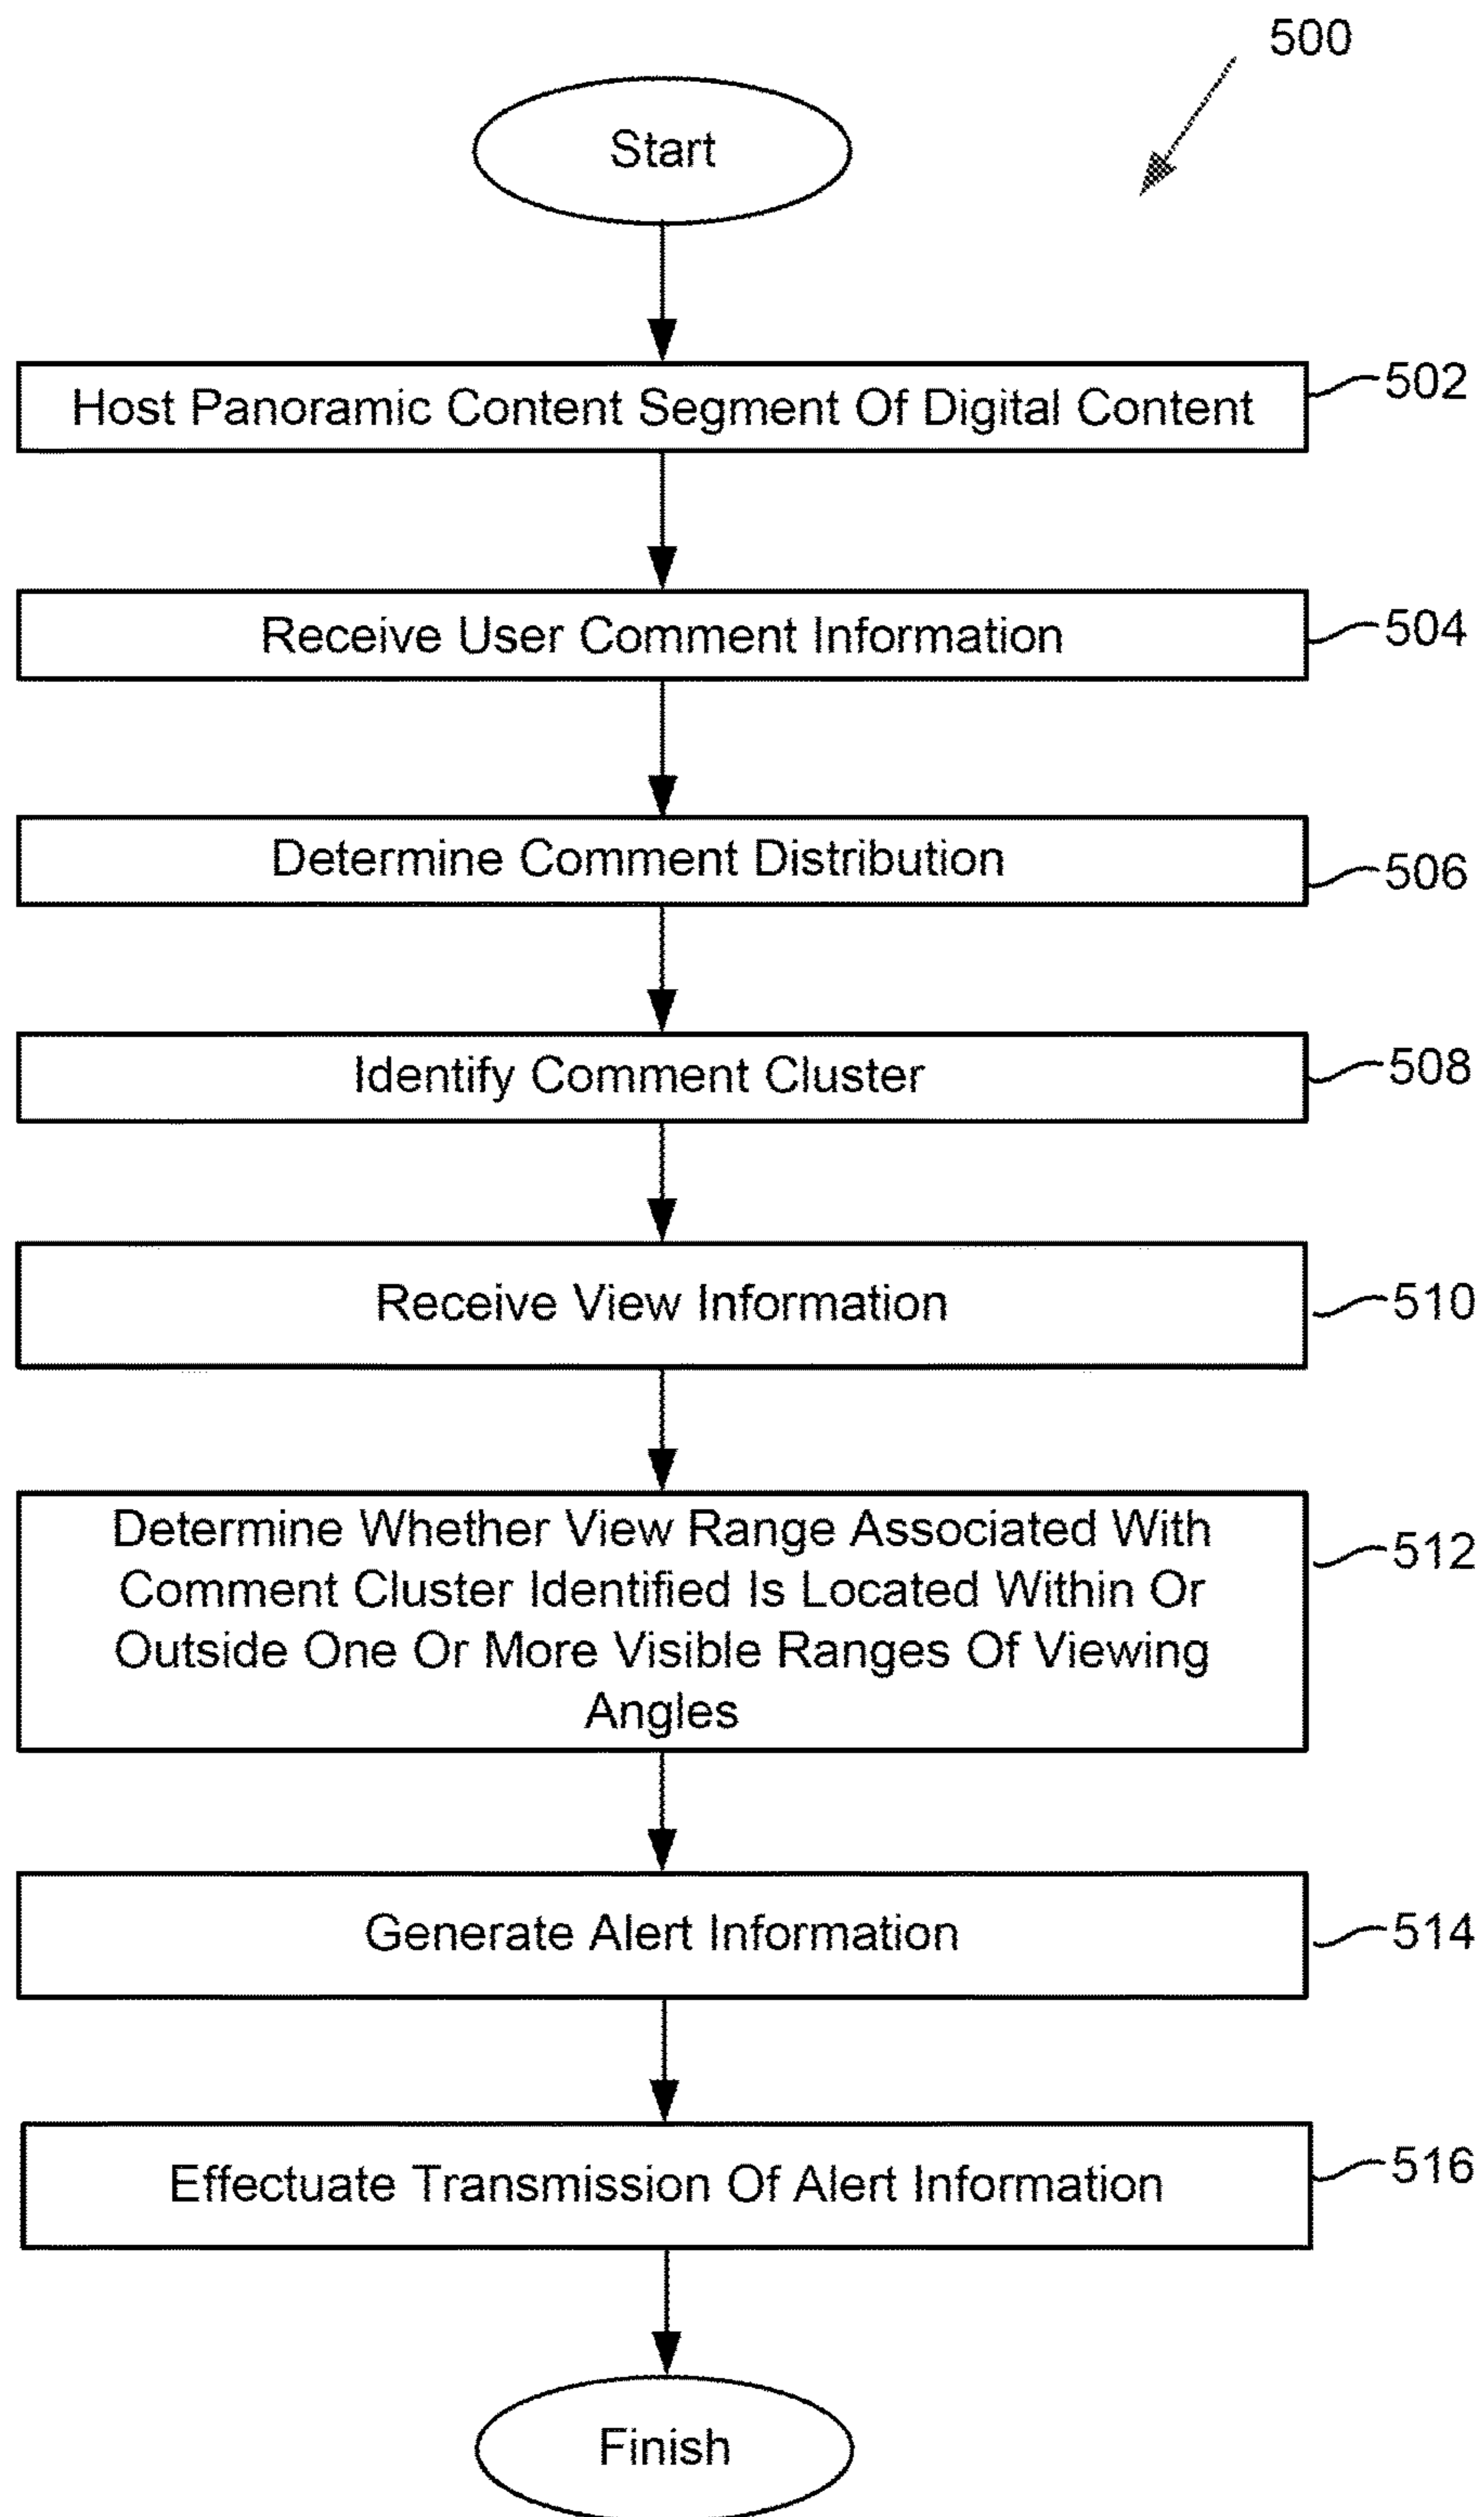 500
Start
Host Panoramic Content Segment Of Digital Content
502
Receive User Comment Information
504
Determine Comment Distribution
506
Identify Comment Cluster
508
Receive View Information
510
Determine Whether View Range Associated With
Comment Cluster Identified Is Located Within Or
Outside One Or More Visible Ranges Of Viewing
Angles
512
Generate Alert Information
514
Effectuate Transmission Of Alert Information
516
Finish